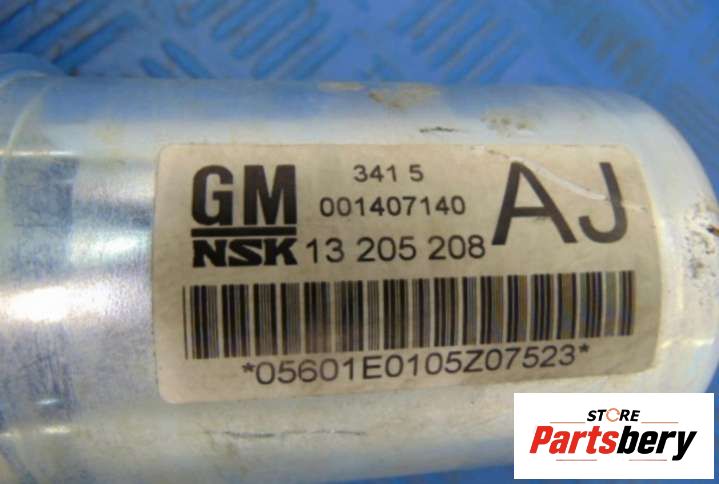 GM
NSK
341 5
001407140
13 205 208
AJ
*05601E0105Z07523*
STORE
Partsbery